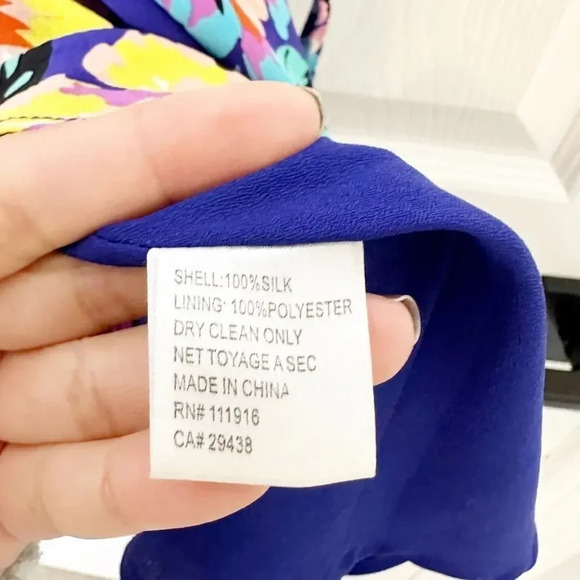 SHELL:100%SILK
LINING: 100%POLYESTER
DRY CLEAN ONLY
NET TOYAGE A SEC
MADE IN CHINA
RN# 111916
CA# 29438